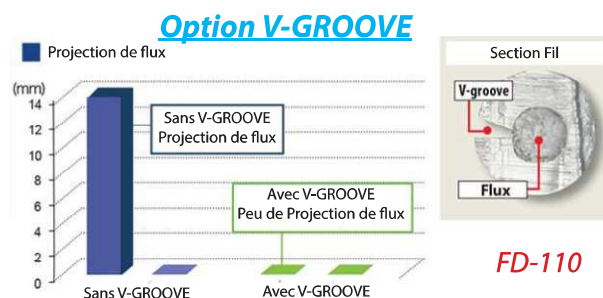 Option V-GROOVE
Projection de flux
Section Fil
(mm)
14
12
10
8
6
4
2
0
Sans V-GROOVE
Projection de flux
Avec V-GROOVE
Peu de Projection de flux
Sans V-GROOVE
Avec V-GROOVE
V-groove
Flux
FD-110